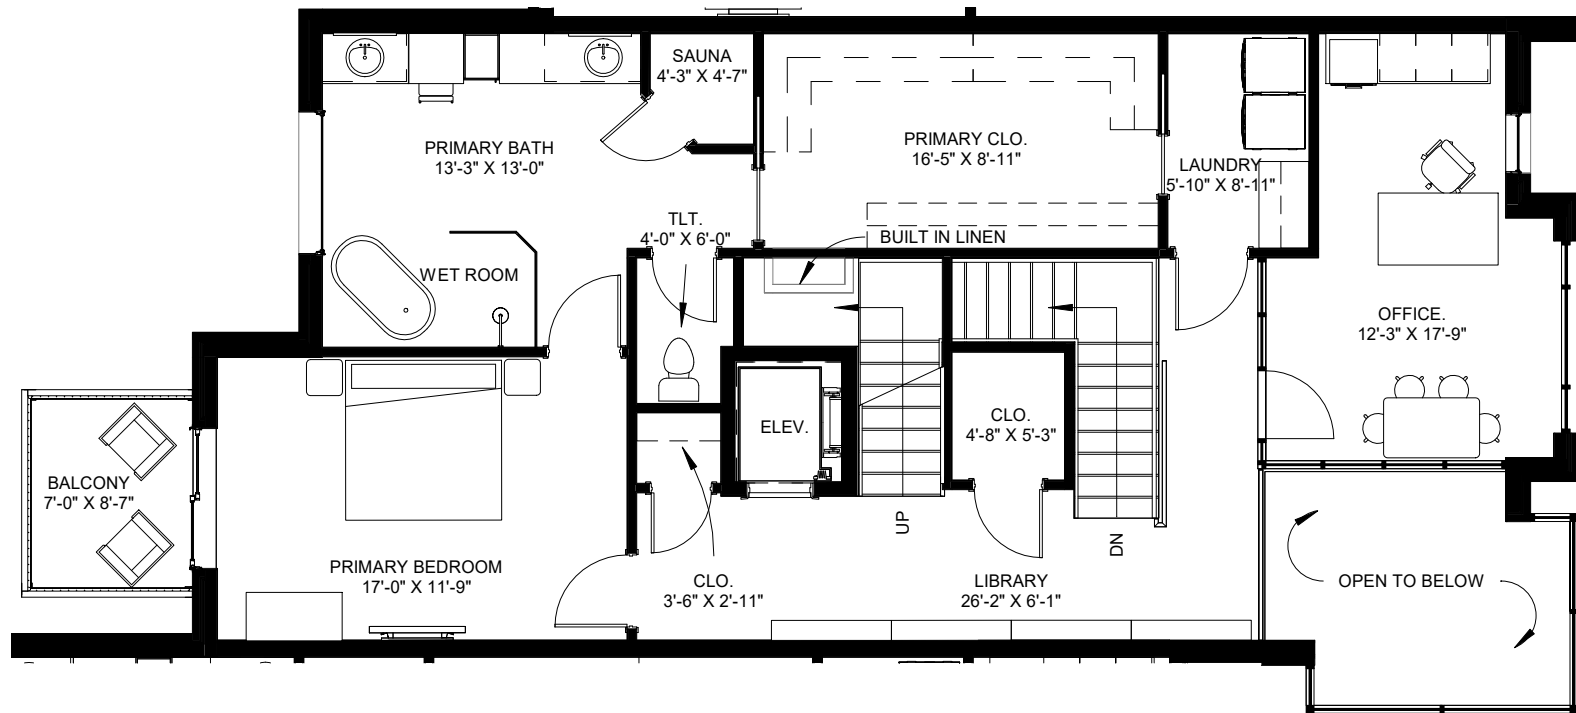 SAUNA
4'-3" X 4'-7"
PRIMARY BATH
13'-3" X 13'-0"
PRIMARY CLO.
16'-5" X 8'-11"
LAUNDRY
5'-10" X 8'-11"
TLT.
4'-0" X 6'-0"
BUILT IN LINEN
WET ROOM
OFFICE.
12'-3" X 17'-9"
CLO.
4'-8" X 5'-3"
ELEV.
BALCONY
7'-0" X 8'-7"
UP
DN
PRIMARY BEDROOM
17'-0" X 11'-9"
CLO.
3'-6" X 2'-11"
LIBRARY
26'-2" X 6'-1"
OPEN TO BELOW